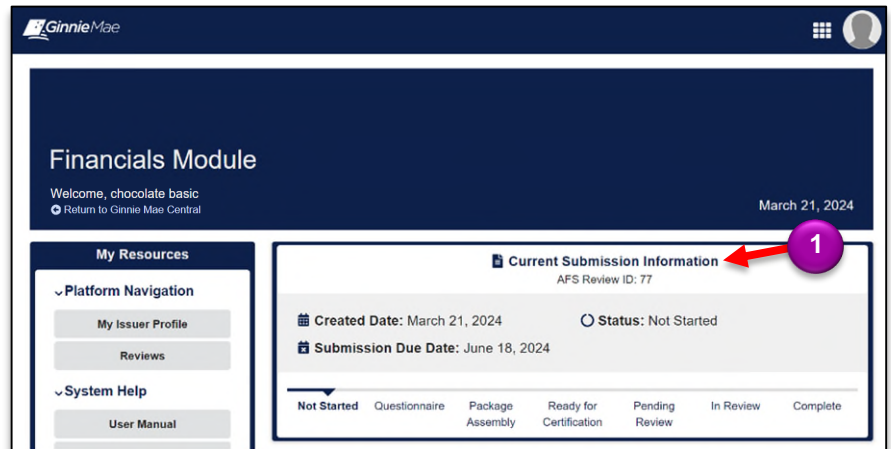 Ginnie Mae
Financials Module
Welcome, chocolate basic
Return to Ginnie Mae Central
March 21, 2024
My Resources
Platform Navigation
My Issuer Profile
Reviews
System Help
User Manual
Current Submission Information
1
AFS Review ID: 77
Created Date: March 21, 2024
Status: Not Started
Submission Due Date: June 18, 2024
Not Started
Questionnaire
Package
Assembly
Ready for
Certification
Pending
Review
In Review
Complete